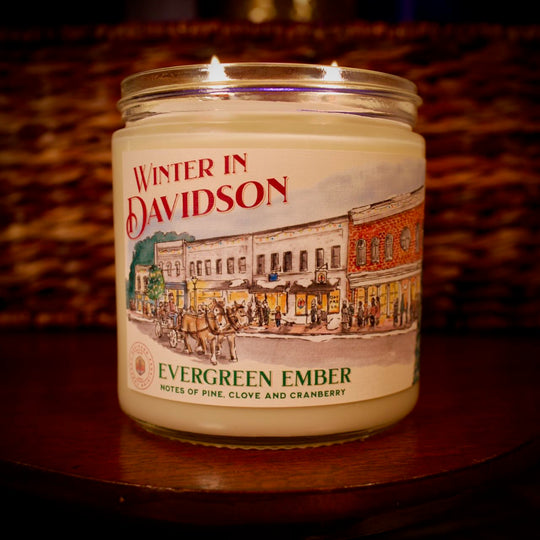 WINTER IN
DAVIDSON
EVERGREEN EMBER
NOTES OF PINE, CLOVE AND CRANBERRY